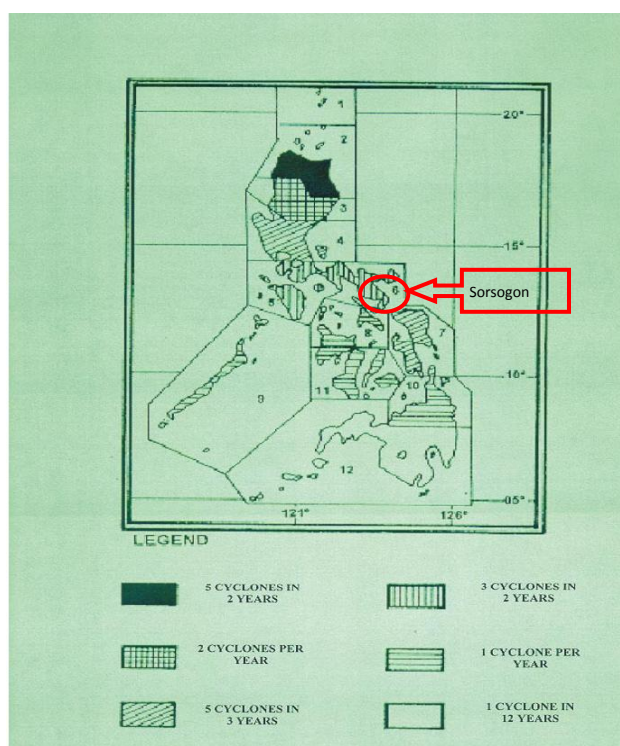 1
20°
2
3
4
15°
5
6
Sorsogon
7
8
9
10
10°
11
12
05°
121°
126°
LEGEND
5 CYCLONES IN
2 YEARS
3 CYCLONES IN
2 YEARS
2 CYCLONES PER
YEAR
1 CYCLONE PER
YEAR
5 CYCLONES IN
3 YEARS
1 CYCLONE IN
12 YEARS